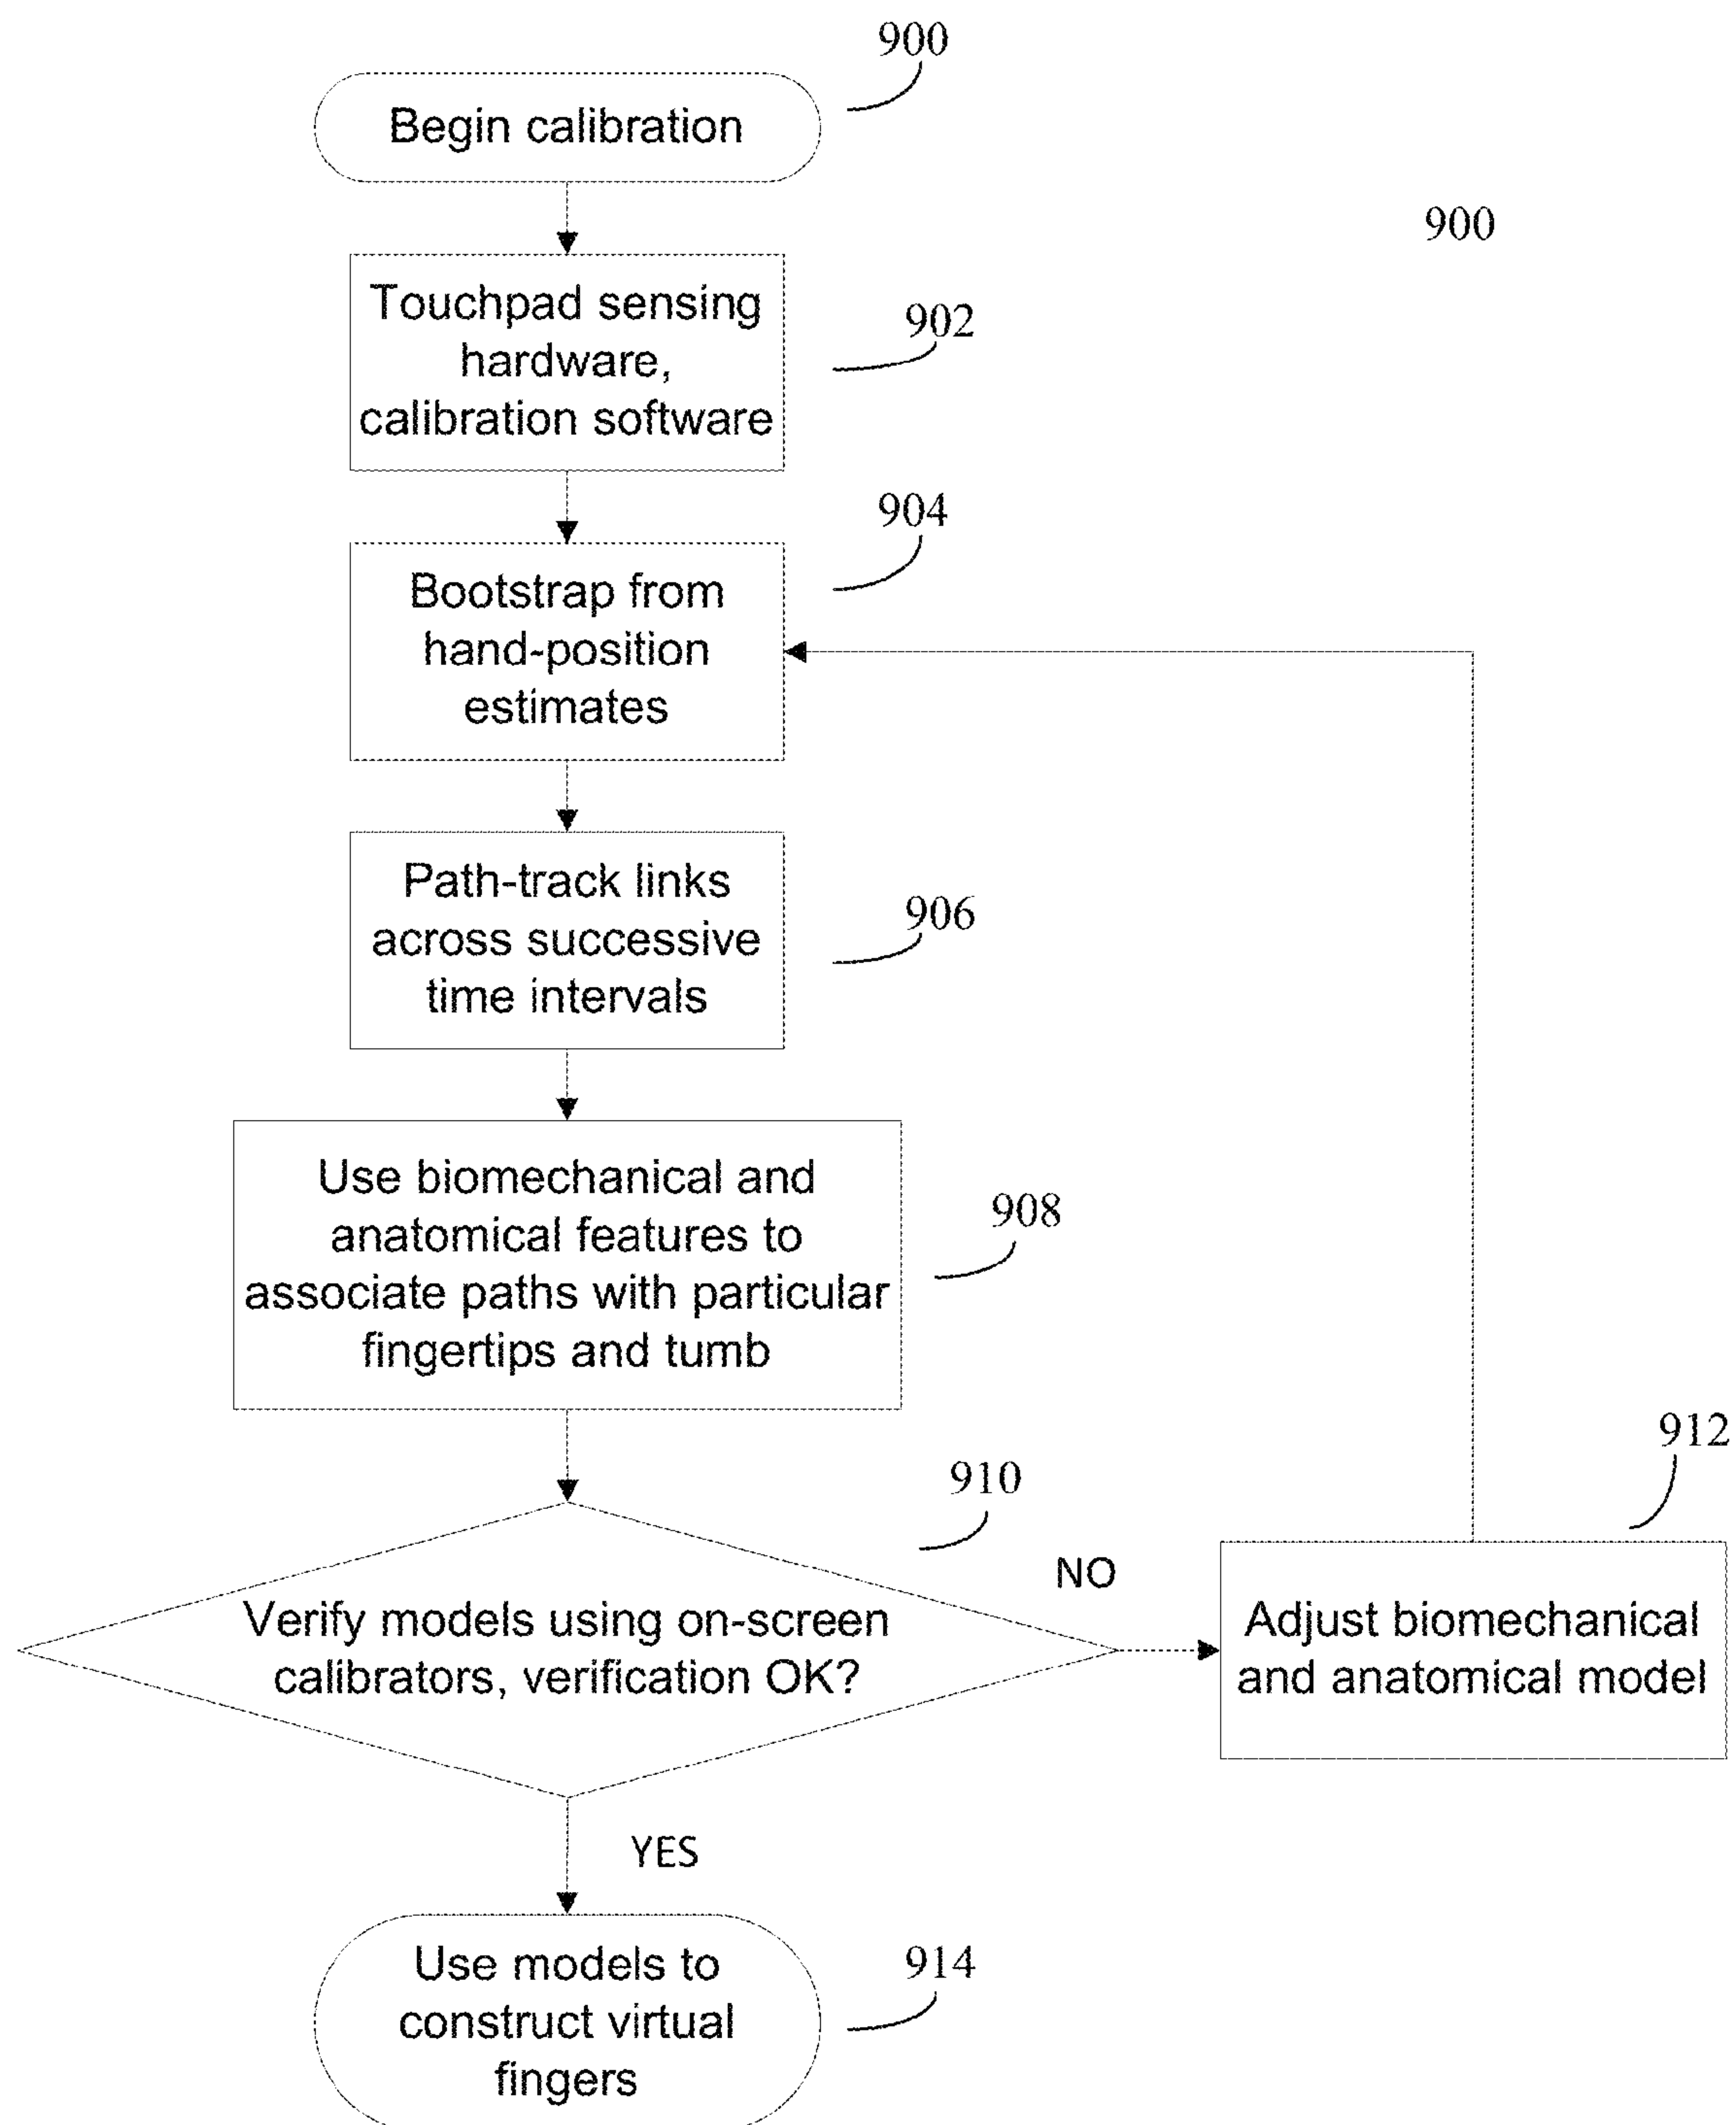 900
Begin calibration
900
Touchpad sensing
hardware,
calibration software
902
904
Bootstrap from
hand-position
estimates
Path-track links
across successive
time intervals
906
Use biomechanical and
anatomical features to
associate paths with particular
fingertips and tumb
908
910
Verify models using on-screen
calibrators, verification OK?
NO
912
Adjust biomechanical
and anatomical model
YES
Use models to
construct virtual
fingers
914